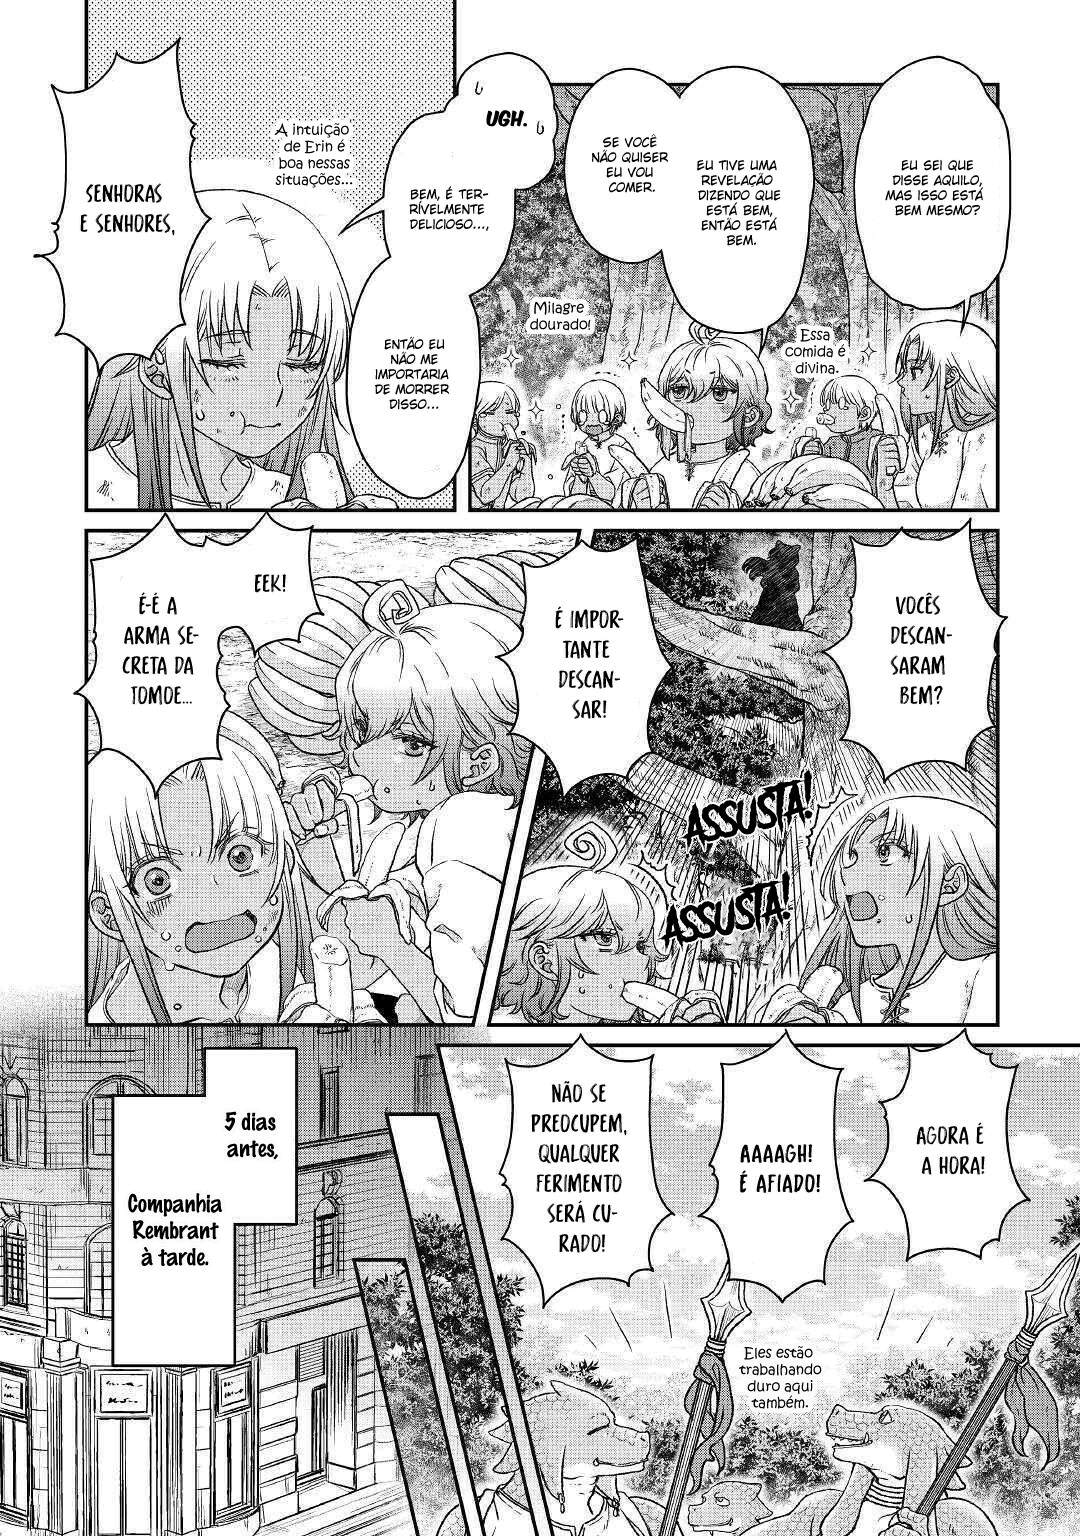 EU SEI QUE
DISSE AQUILO,
MAS ISSO ESTÁ
BEM MESMO?
EU TIVE UMA
REVELAÇÃO
DIZENDO QUE
ESTÁ BEM,
ENTÃO ESTÁ
BEM.
SE VOCÊ
NÃO QUISER
EU VOU
COMER.
Essa
comida é
divina.
Milagre
dourado!
UGH.
BEM, É TER-
RÍVELMENTE
DELICIOSO...,
ENTÃO EU
NÃO ME
IMPORTARIA
DE MORRER
DISSO...
A intuição
de Erin é
boa nessas
situações...
SENHORAS
E SENHORES,
VOCÊS
DESCAN-
SARAM
BEM?
É IMPOR-
TANTE
DESCAN-
SAR!
ASSUSTA!
ASSUSTA!
EEK!
É-É A
ARMA SE-
CRETA DA
TOMOE...
AGORA É
A HORA!
AAAAGH!
É AFIADO!
NÃO SE
PREOCUPEM,
QUALQUER
FERIMENTO
SERÁ CU-
RADO!
Eles estão
trabalhando
duro aqui
também.
5 dias
antes,
Companhia
Rembrant
à tarde.